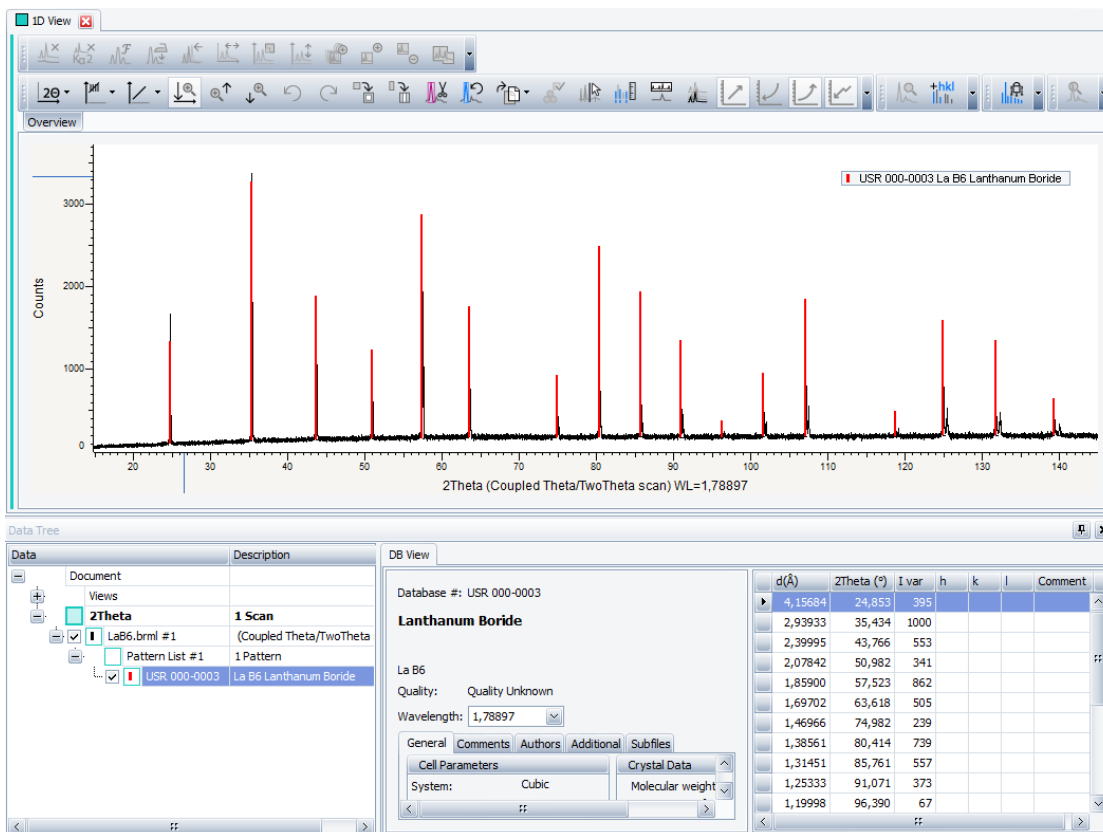 1D View
Kα2
2Θ
+hkl
Overview
USR 000-0003 La B6 Lanthanum Boride
Counts
3000
2000
1000
0
20 30 40 50 60 70 80 90 100 110 120 130 140
2Theta (Coupled Theta/TwoTheta scan) WL=1,78897
Data Tree
Data Description
Document
Views
2Theta 1 Scan
LaB6.brml #1 (Coupled Theta/TwoTheta
Pattern List #1 1 Pattern
USR 000-0003 La B6 Lanthanum Boride
DB View
Database #: USR 000-0003
Lanthanum Boride
La B6
Quality: Quality Unknown
Wavelength: 1,78897
General Comments Authors Additional Subfiles
Cell Parameters Crystal Data
System: Cubic Molecular weight
d(Å) 2Theta (°) I var h k l Comment
4,15684 24,853 395
2,93933 35,434 1000
2,39995 43,766 553
2,07842 50,982 341
1,85900 57,523 862
1,69702 63,618 505
1,46966 74,982 239
1,38561 80,414 739
1,31451 85,761 557
1,25333 91,071 373
1,19998 96,390 67